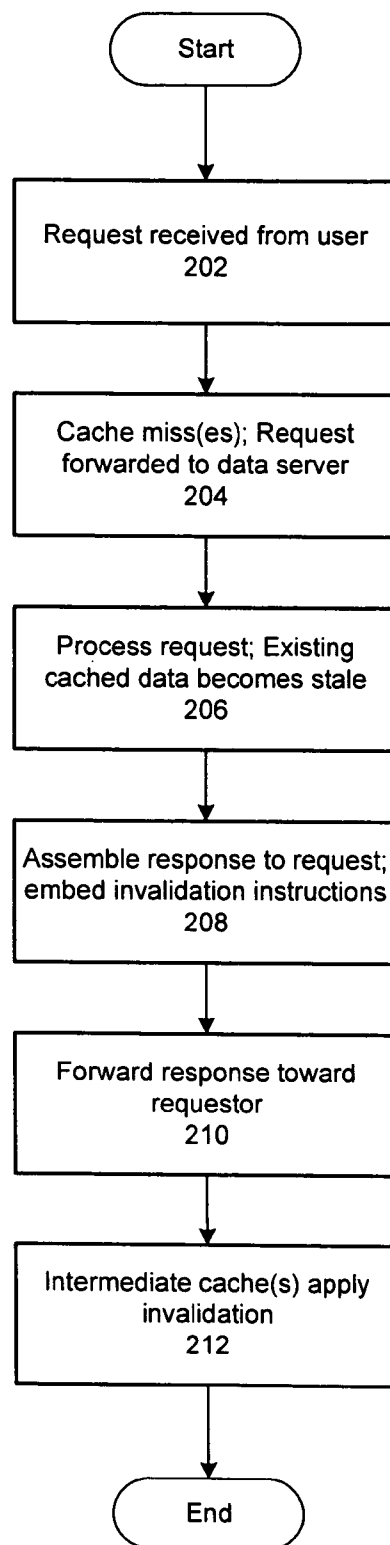 Start
Request received from user
202
Cache miss(es); Request
forwarded to data server
204
Process request; Existing
cached data becomes stale
206
Assemble response to request;
embed invalidation instructions
208
Forward response toward
requestor
210
Intermediate cache(s) apply
invalidation
212
End